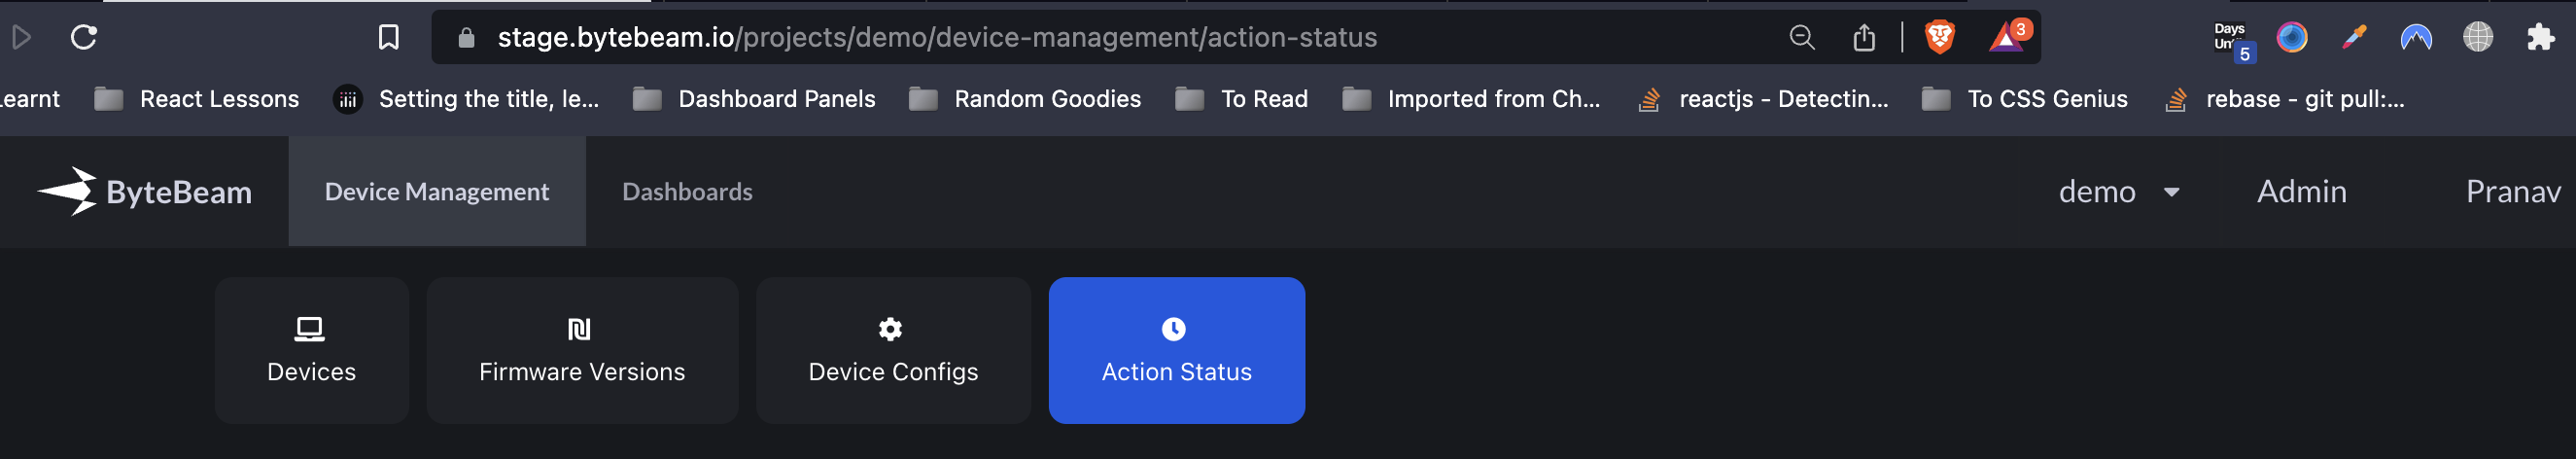 stage.bytebeam.io/projects/demo/device-management/action-status
3
Days
Un
5
earnt React Lessons Setting the title, le... Dashboard Panels Random Goodies To Read Imported from Ch... reactjs - Detectin... To CSS Genius rebase - git pull:...
ByteBeam Device Management Dashboards demo Admin Pranav
Devices Firmware Versions Device Configs Action Status